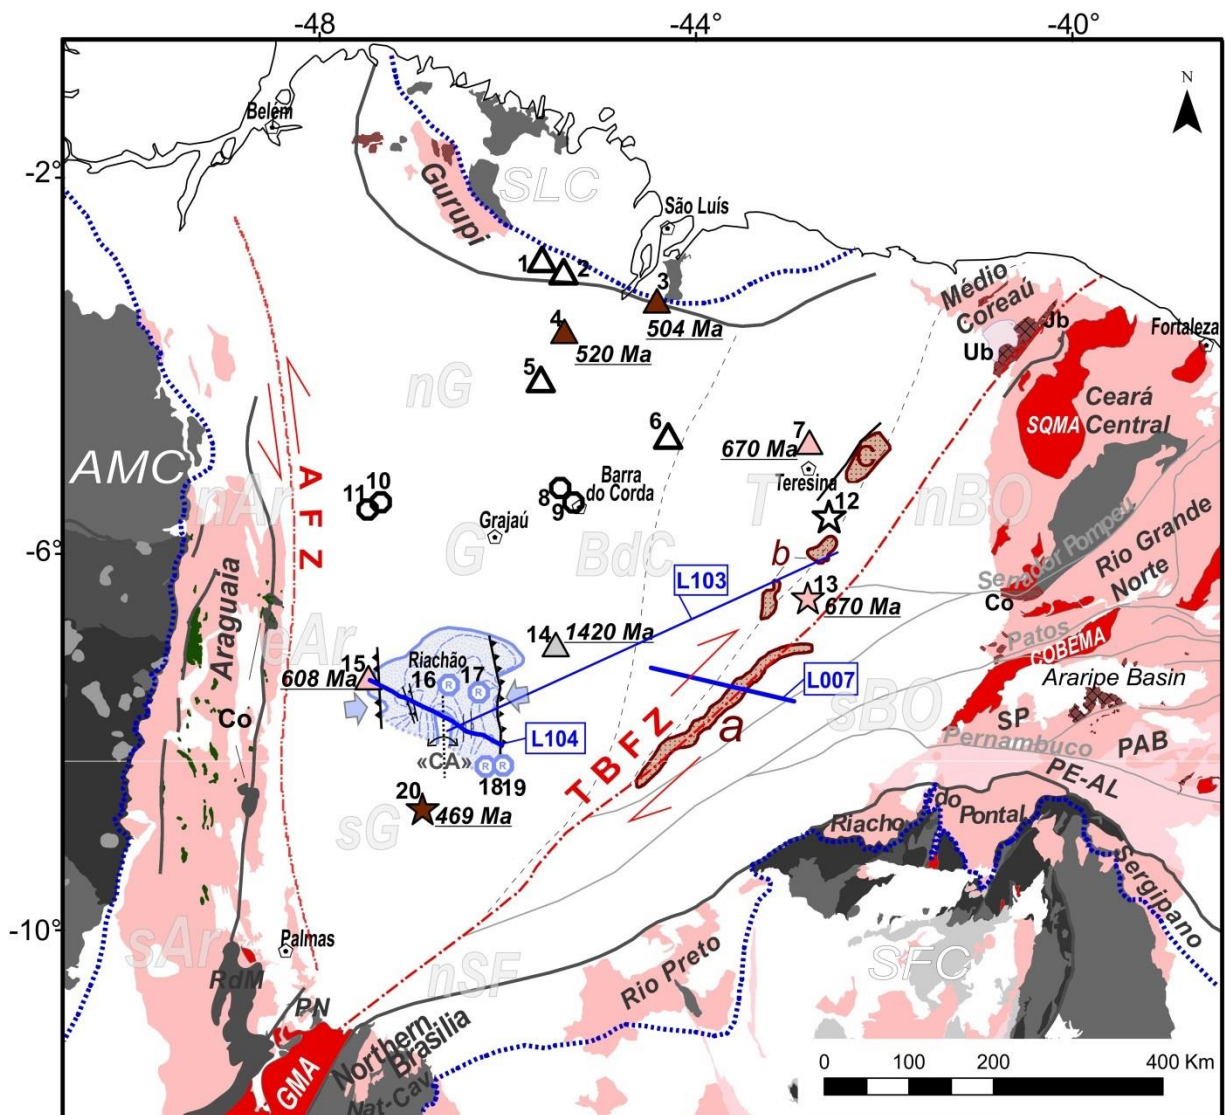 -48°
-44°
-40°
N
Belém
-2°
SLC
Gurupi
São Luís
1
2
3
504 Ma
4
520 Ma
5
nG
Médio
Coreaú
Jb
Ub
Fortaleza
SQMA
Ceará
Central
AMC
nAr
A F Z
6
7
670 Ma
Teresina
C
T
nBO
11
10
8
9
Barra
do Corda
Grajaú
12
-6°
G
BdC
b
L103
13
670 Ma
Senador Pompeu
Rio Grande
Norte
Co
Patos
COBEMA
Araguaia
eAr
14
1420 Ma
15
608 Ma
Riachão
16
17
R
R
L007
sBO
Araripe Basin
SP
PAB
Pernambuco
PE-AL
Co
L104
a
«CA»
R
R
18
19
T B F Z
20
469 Ma
sG
Riacho
do
Pontal
Sergipano
-10°
Palmas
sAr
RdM
nSF
Rio Preto
SFC
PN
GMA
Northern
Brasilia
Nat-Cav
0
100
200
400 Km